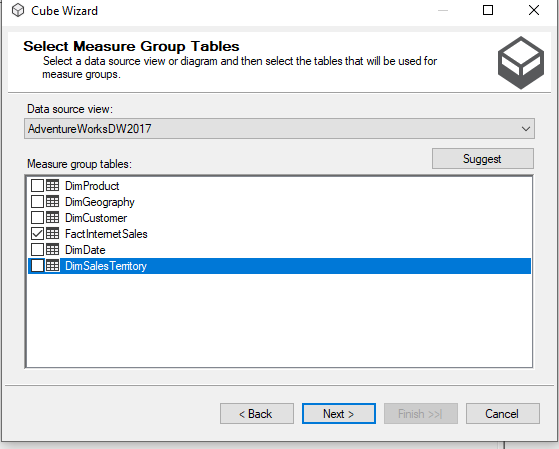 Cube Wizard
Select Measure Group Tables
Select a data source view or diagram and then select the tables that will be used for
measure groups.
Data source view:
AdventureWorksDW2017
Measure group tables:
Suggest
DimProduct
DimGeography
DimCustomer
FactInternetSales
DimDate
DimSalesTerritory
< Back
Next >
Finish >>|
Cancel